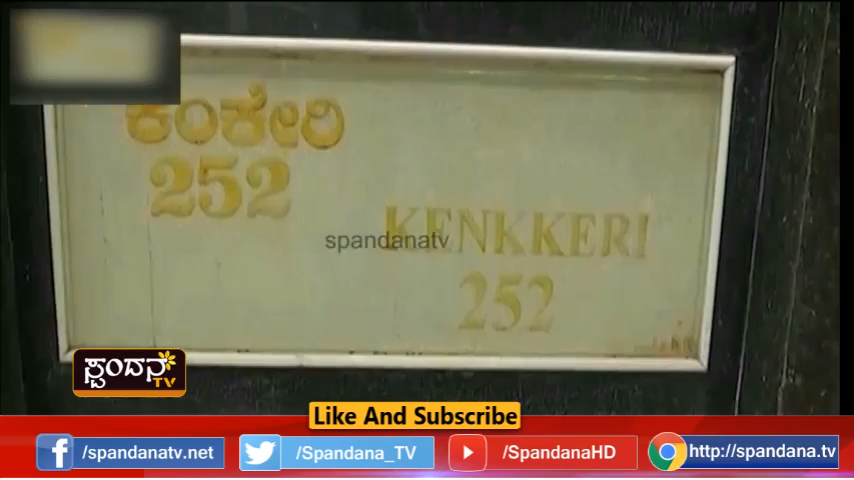 ಕೆಂಕೇರಿ
252
KENKKERI
252
spandanatv
ಸ್ಪಂದನ
TV
Like And Subscribe
/spandanatv.net
/Spandana_TV
/SpandanaHD
http://spandana.tv